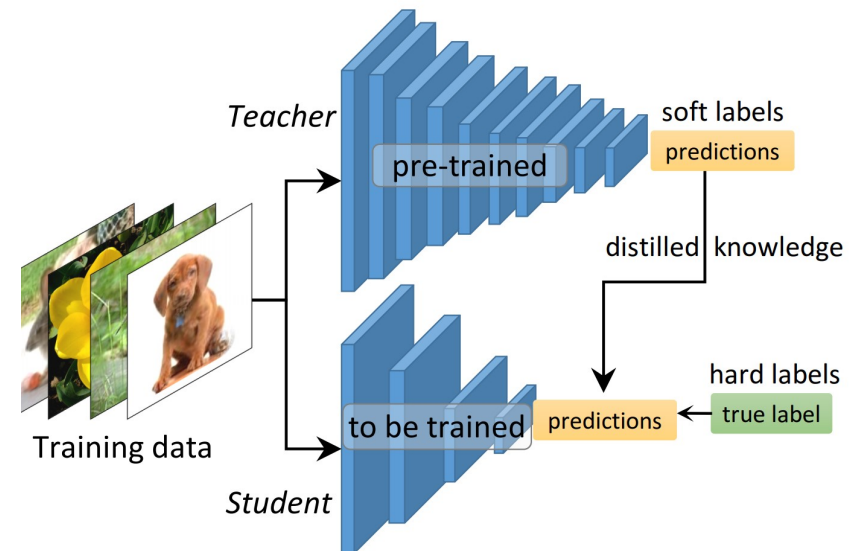 Teacher
soft labels
pre-trained
predictions
distilled knowledge
hard labels
to be trained
predictions
true label
Training data
Student